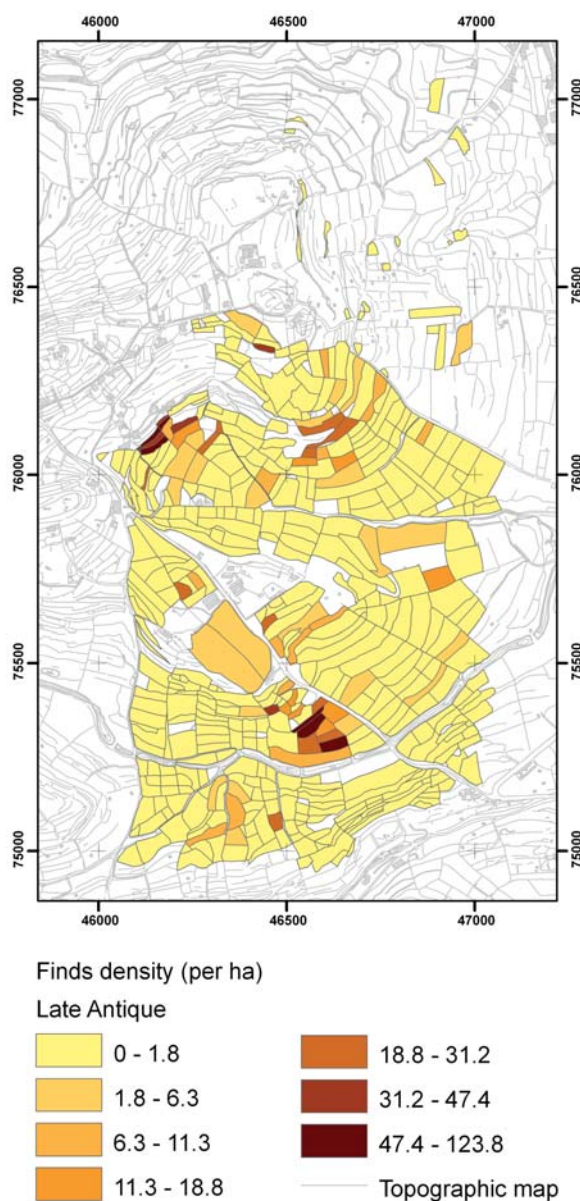 46000 46500 47000
77000 77000
76500 76500
76000 76000
75500 75500
75000 75000
46000 46500 47000
Finds density (per ha)
Late Antique
0 - 1.8
1.8 - 6.3
6.3 - 11.3
11.3 - 18.8
18.8 - 31.2
31.2 - 47.4
47.4 - 123.8
Topographic map